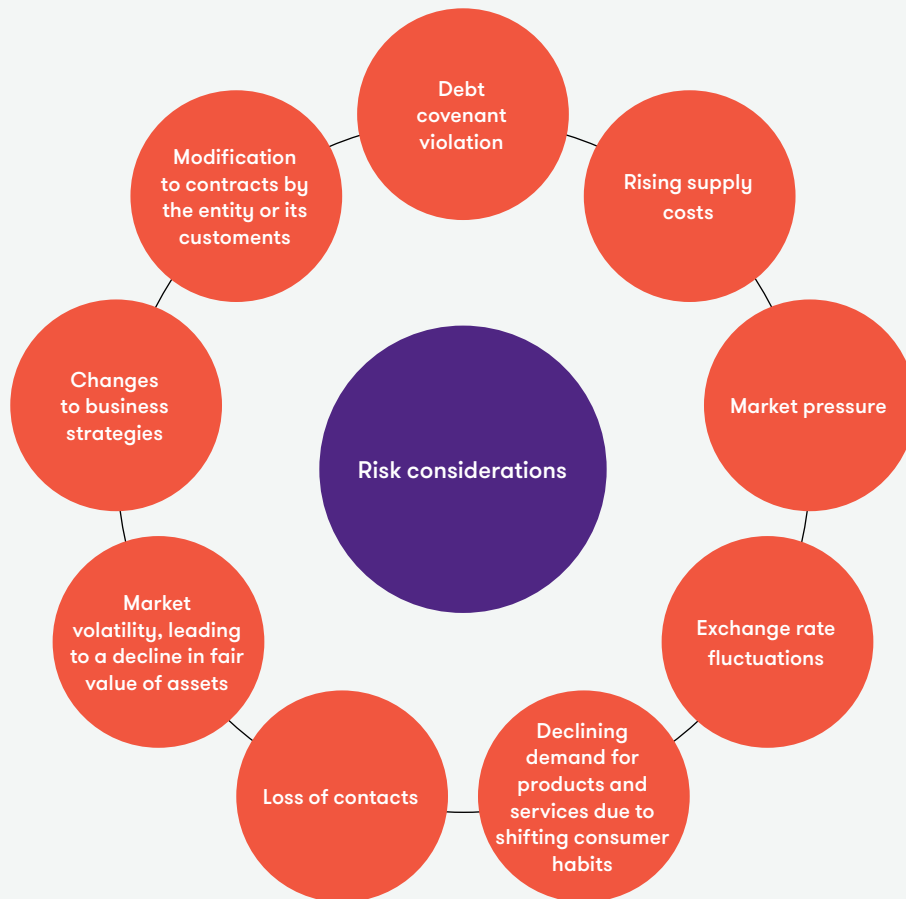 Debt
covenant
violation
Rising supply
costs
Market pressure
Exchange rate
fluctuations
Declining
demand for
products and
services due to
shifting consumer
habits
Loss of contacts
Market
volatility, leading
to a decline in fair
value of assets
Changes
to business
strategies
Modification
to contracts by
the entity or its
customents
Risk considerations